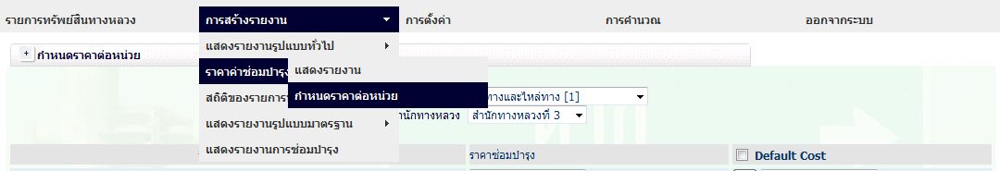 รายการทรัพย์สินทางหลวง การสร้างรายงาน การตั้งค่า การคำนวณ ออกจากระบบ
แสดงรายงานรูปแบบทั่วไป
กำหนดราคาต่อหน่วย
ราคาค่าซ่อมบำรุง แสดงรายงาน
สถิติของรายการ กำหนดราคาต่อหน่วย ทางและไหล่ทาง [1]
แสดงรายงานรูปแบบมาตรฐาน สำนักทางหลวงที่ 3
แสดงรายงานการซ่อมบำรุง ราคาซ่อมบำรุง Default Cost